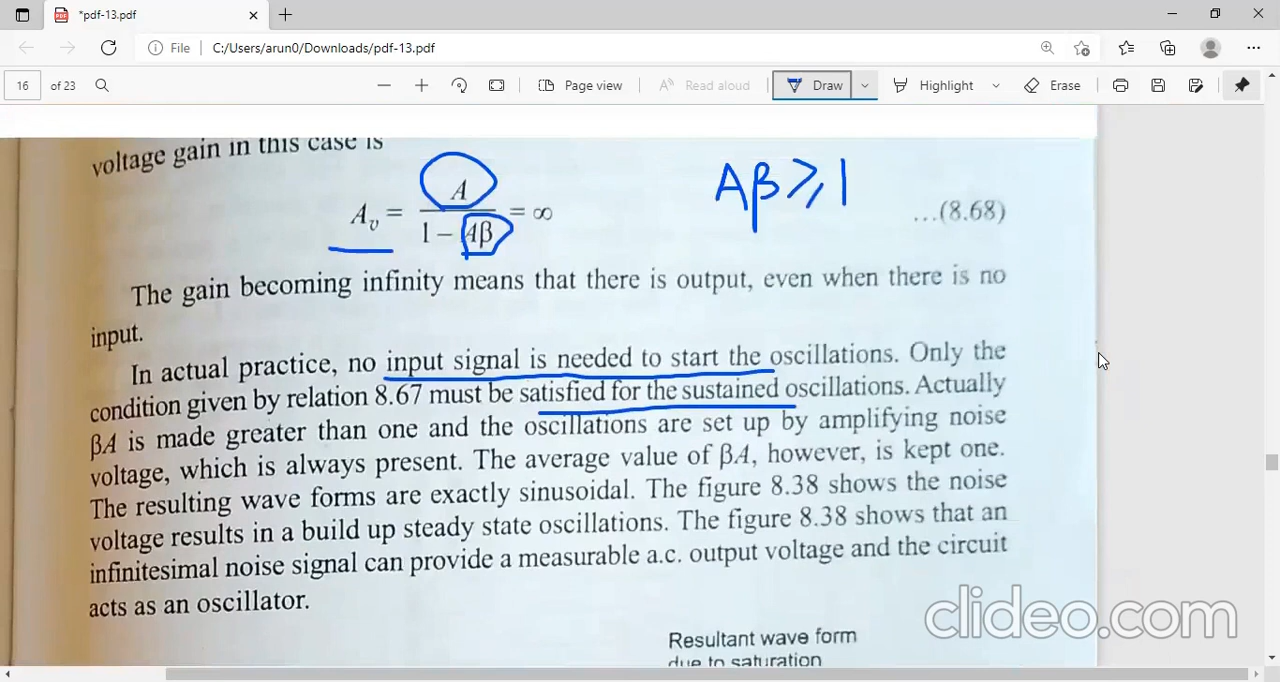 *pdf-13.pdf
File C:/Users/arun0/Downloads/pdf-13.pdf
16 of 23 Page view Read aloud Draw Highlight Erase
voltage gain in this case is
Av = A / 1 − Aβ = ∞ Aβ ⩾ 1 ...(8.68)
The gain becoming infinity means that there is output, even when there is no
input.
In actual practice, no input signal is needed to start the oscillations. Only the
condition given by relation 8.67 must be satisfied for the sustained oscillations. Actually
βA is made greater than one and the oscillations are set up by amplifying noise
voltage, which is always present. The average value of βA, however, is kept one.
The resulting wave forms are exactly sinusoidal. The figure 8.38 shows the noise
voltage results in a build up steady state oscillations. The figure 8.38 shows that an
infinitesimal noise signal can provide a measurable a.c. output voltage and the circuit
acts as an oscillator.
clideo.com
Resultant wave form
due to saturation